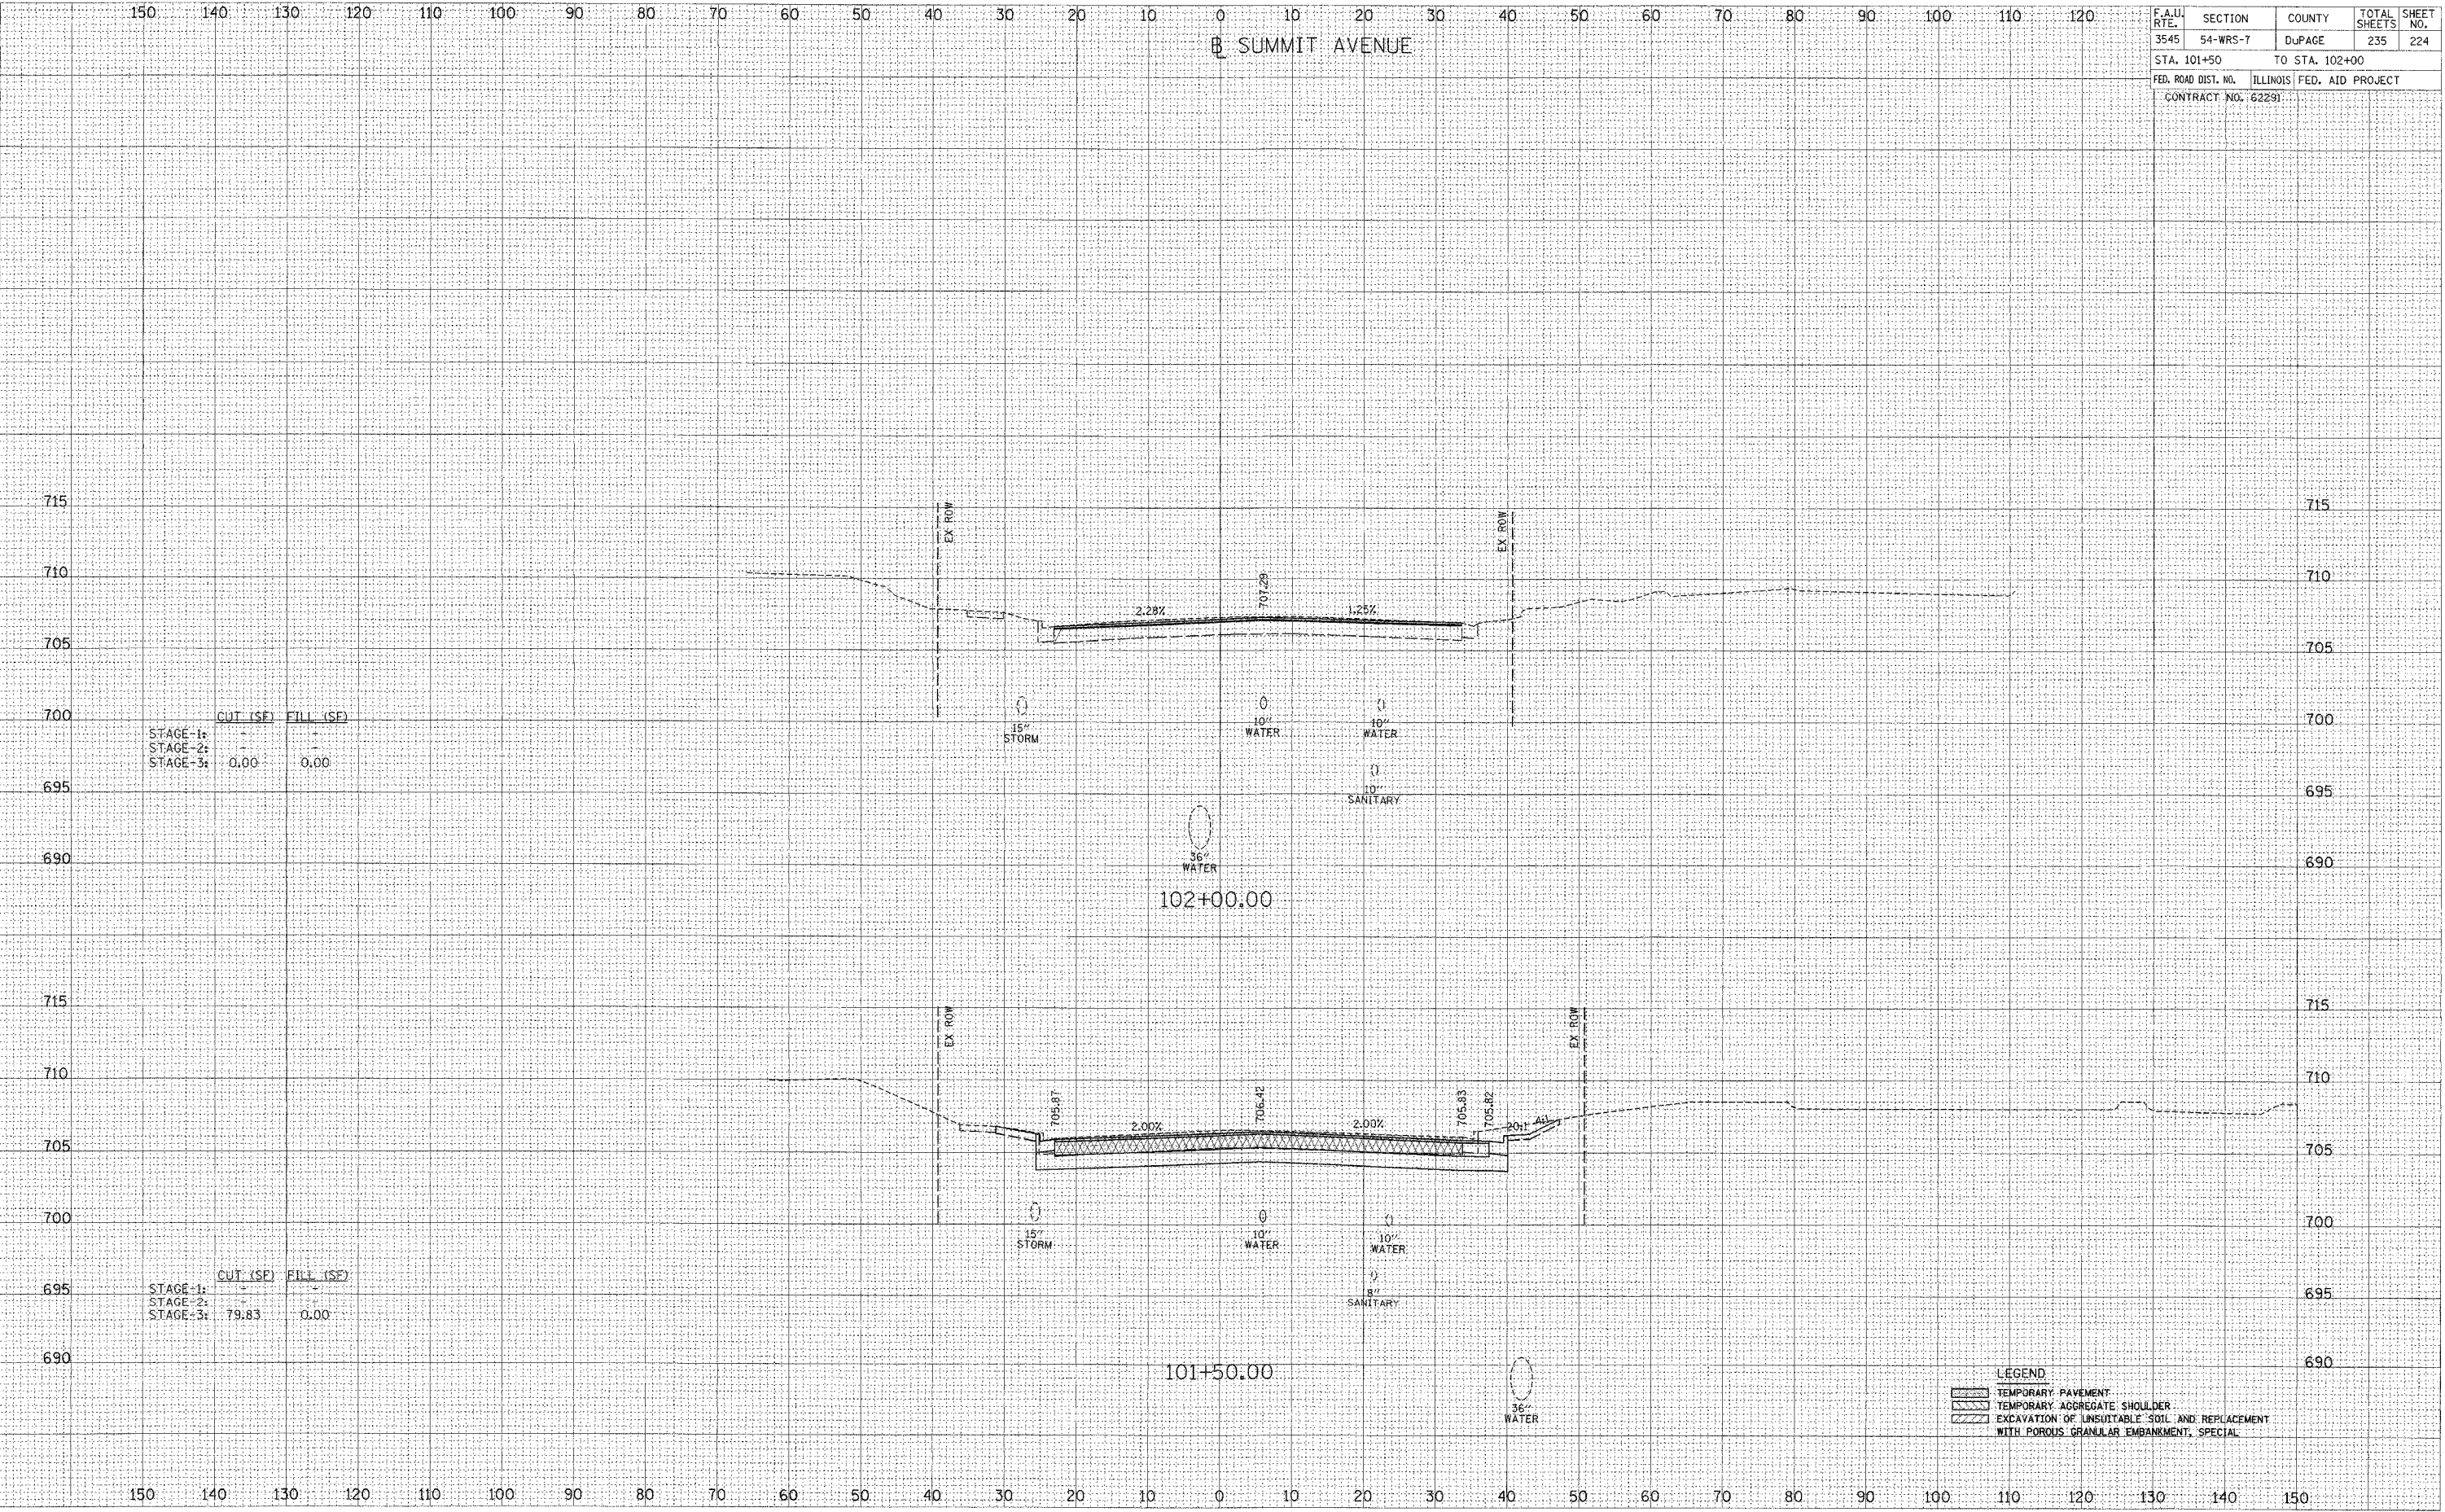 150 140 130 120 110 100 90 80 70 60 50 40 30 20 10 0 10 20 30 40 50 60 70 80 90 100 110 120
F.A.U. RTE. SECTION COUNTY TOTAL SHEETS SHEET NO.
3545 54-WRS-7 DuPAGE 235 224
STA. 101+50 TO STA. 102+00
FED. ROAD DIST. NO. ILLINOIS FED. AID PROJECT
CONTRACT NO. 62291
℄ SUMMIT AVENUE
715 715
EX ROW EX ROW
710 710
707.29
2.28% 1.25%
705 705
700 700
15" STORM
10" WATER
10" WATER
CUT (SF) FILL (SF)
STAGE-1: - -
STAGE-2: - -
STAGE-3: 0.00 0.00
695 695
10" SANITARY
690 690
36" WATER
102+00.00
715 715
EX ROW EX ROW
710 710
705.87 706.42 705.83 705.82
2.00% 2.00% 20:1 4:1
705 705
700 700
15" STORM
10" WATER
10" WATER
CUT (SF) FILL (SF)
STAGE-1: - -
STAGE-2: - -
STAGE-3: 79.83 0.00
695 695
8" SANITARY
690 690
101+50.00
36" WATER
LEGEND
TEMPORARY PAVEMENT
TEMPORARY AGGREGATE SHOULDER
EXCAVATION OF UNSUITABLE SOIL AND REPLACEMENT
WITH POROUS GRANULAR EMBANKMENT, SPECIAL
150 140 130 120 110 100 90 80 70 60 50 40 30 20 10 0 10 20 30 40 50 60 70 80 90 100 110 120 130 140 150